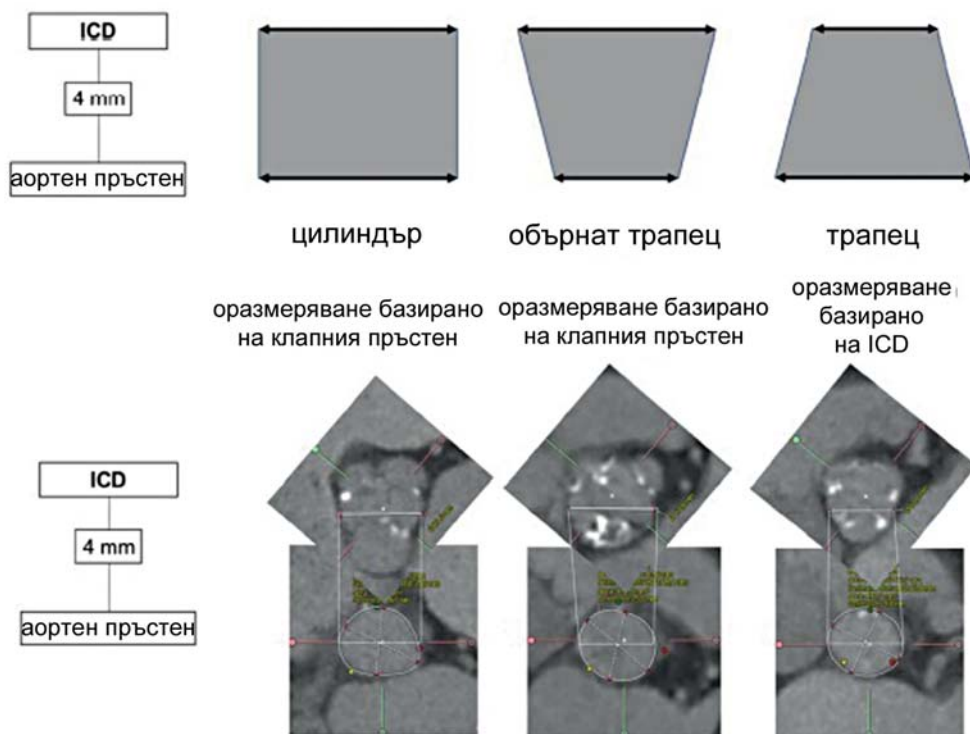 ICD
4 mm
аортен пръстен
цилиндър
обърнат трапец
трапец
оразмеряване базирано
на клапния пръстен
оразмеряване базирано
на клапния пръстен
оразмеряване
базирано
на ICD
ICD
4 mm
аортен пръстен